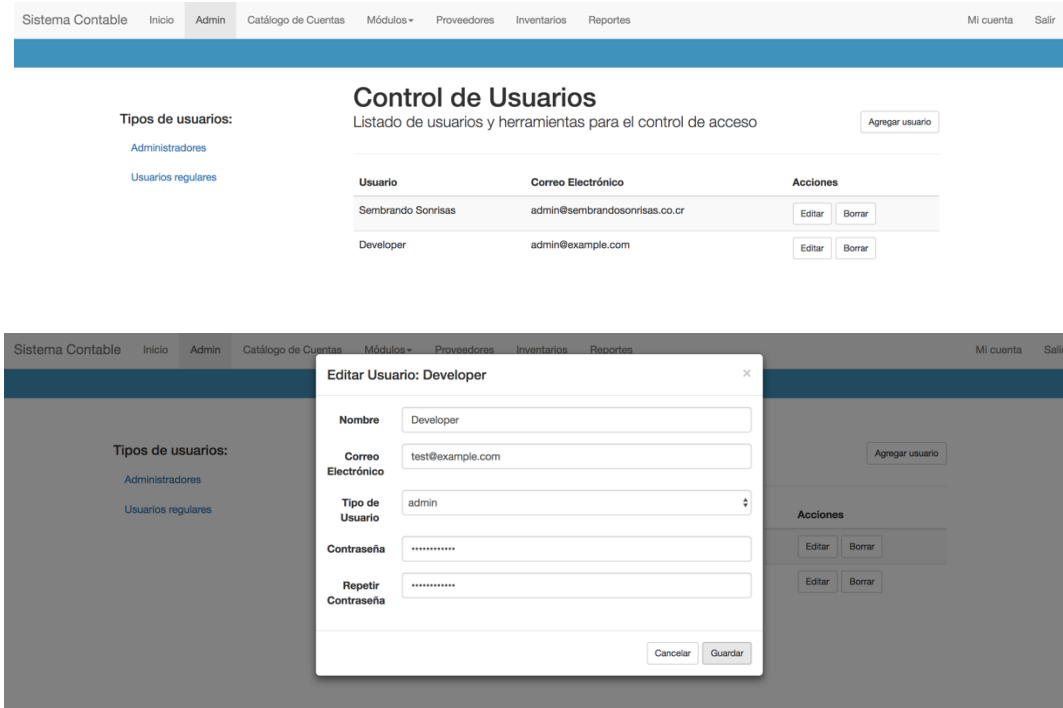 Sistema Contable Inicio Admin Catálogo de Cuentas Módulos Proveedores Inventarios Reportes Mi cuenta Salir
Control de Usuarios
Tipos de usuarios:
Listado de usuarios y herramientas para el control de acceso
Agregar usuario
Administradores
Usuarios regulares
Usuario Correo Electrónico Acciones
Sembrando Sonrisas admin@sembrandosonrisas.co.cr Editar Borrar
Developer admin@example.com Editar Borrar
Sistema Contable Inicio Admin Catálogo de Cuentas Módulos Proveedores Inventarios Reportes Mi cuenta Salir
Editar Usuario: Developer ×
Nombre Developer
Tipos de usuarios:
Agregar usuario
Correo
Electrónico
test@example.com
Administradores
Tipo de
Usuario
admin
Usuarios regulares
Acciones
Contraseña ••••••••••••
Editar Borrar
Repetir
Contraseña
••••••••••••
Editar Borrar
Cancelar Guardar